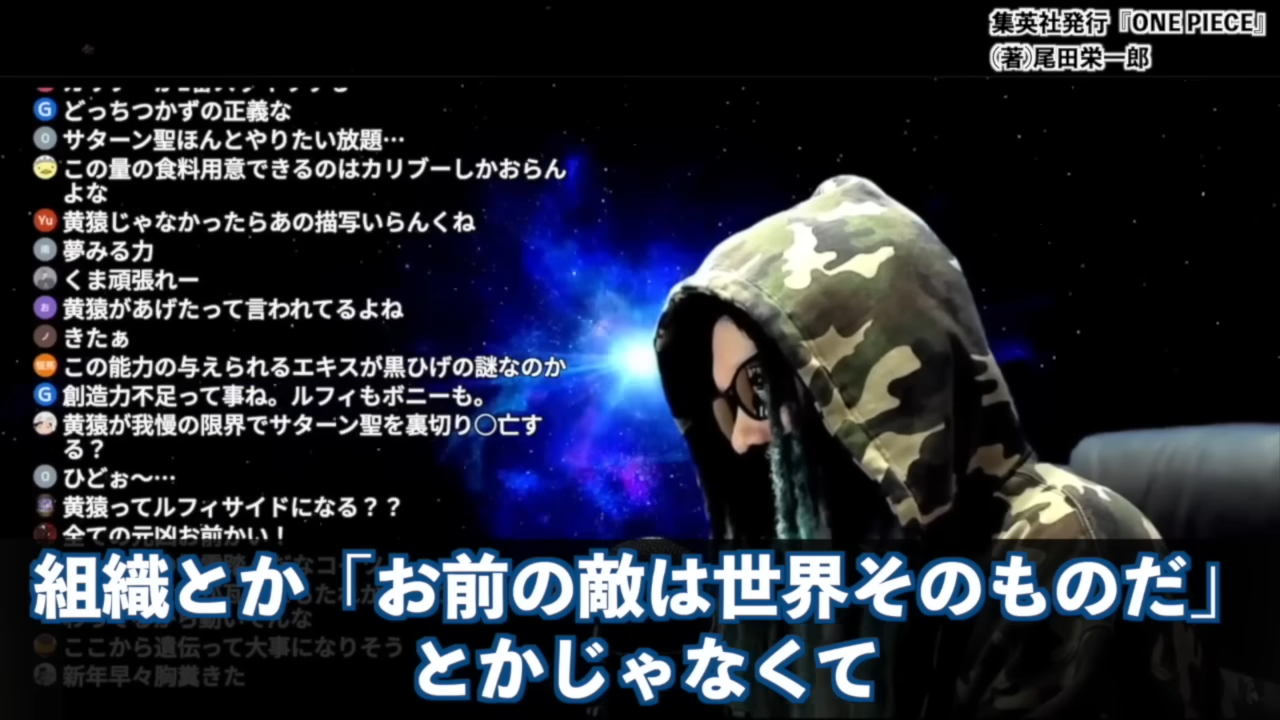 集英社発行『ONE PIECE』
(著)尾田栄一郎
どっちつかずの正義な
サターン聖ほんとやりたい放題…
この量の食料用意できるのはカリブーしかおらん
よな
Yu 黄猿じゃなかったらあの描写いらんくね
夢みる力
くま頑張れー
お 黄猿があげたって言われてるよね
ノ きたぁ
この能力の与えられるエキスが黒ひげの謎なのか
G 創造力不足って事ね。ルフィもボニーも。
黄猿が我慢の限界でサターン聖を裏切り〇亡す
る？
ひどぉ〜…
黄猿ってルフィサイドになる？？
全ての元凶お前かい！
ここから遺伝って大事になりそう
新年早々胸糞きた
組織とか「お前の敵は世界そのものだ」
とかじゃなくて